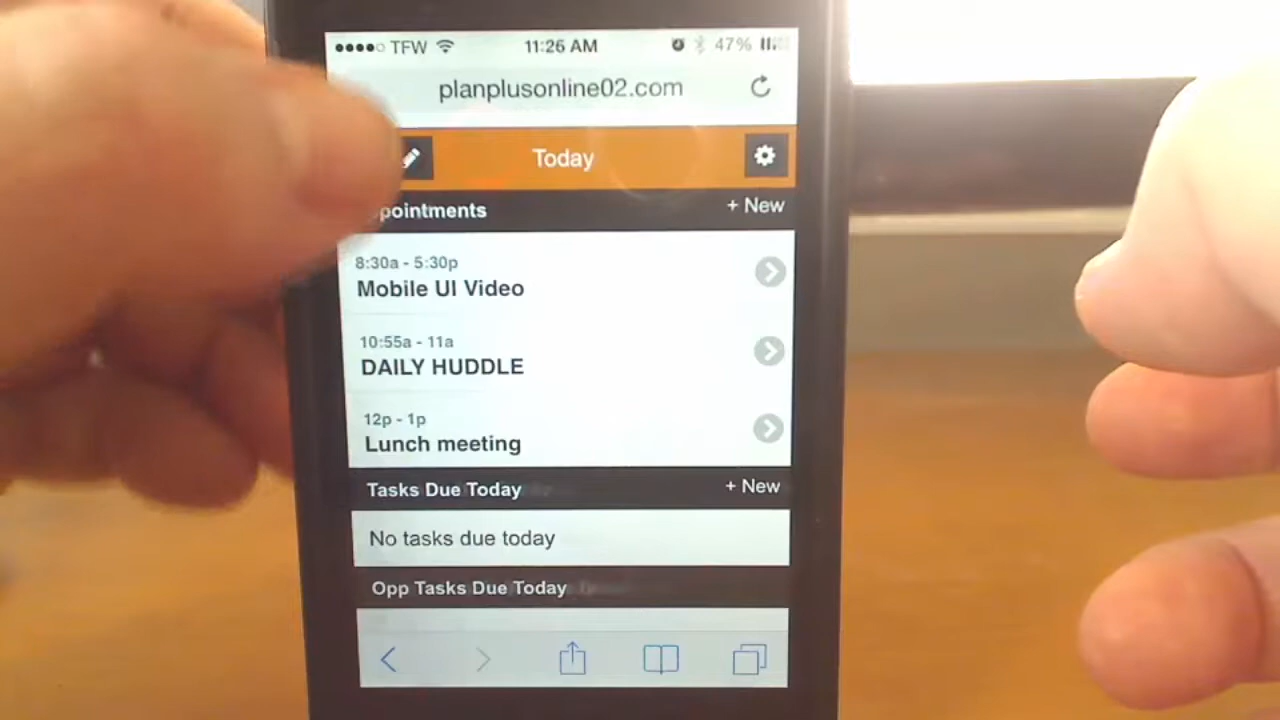 TFW 11:26 AM 47%
planplusonline02.com
Today
pointments + New
8:30a - 5:30p
Mobile UI Video
10:55a - 11a
DAILY HUDDLE
12p - 1p
Lunch meeting
Tasks Due Today + New
No tasks due today
Opp Tasks Due Today